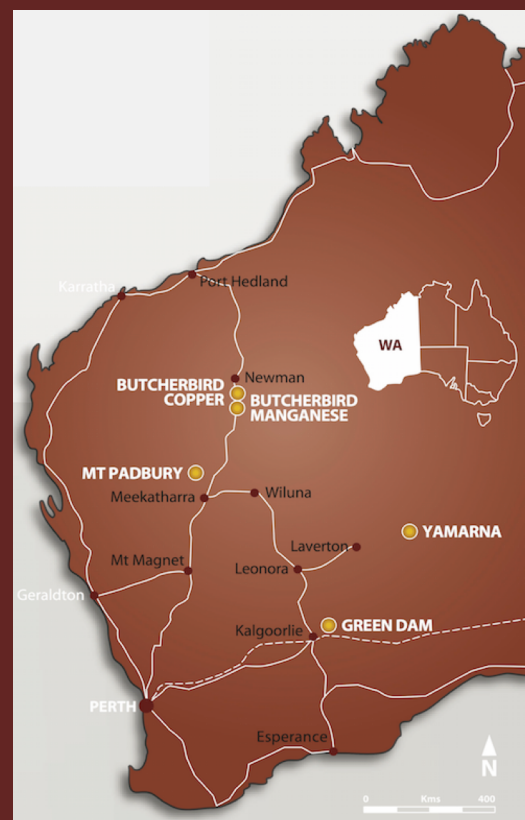 Karratha
Port Hedland
WA
Newman
BUTCHERBIRD
COPPER
BUTCHERBIRD
MANGANESE
MT PADBURY
Meekatharra
Wiluna
YAMARNA
Laverton
Mt Magnet
Leonora
Geraldton
GREEN DAM
Kalgoorlie
PERTH
Esperance
N
0 Kms 400